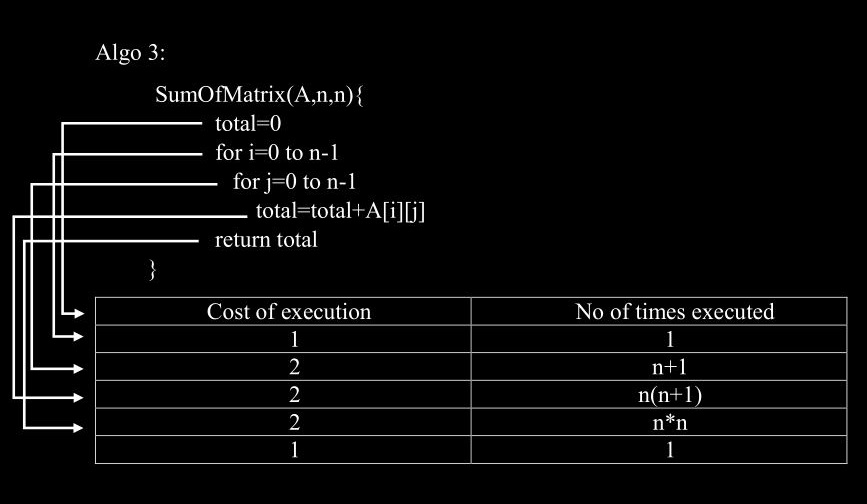 Algo 3:
SumOfMatrix(A,n,n){
total=0
for i=0 to n-1
for j=0 to n-1
total=total+A[i][j]
return total
}
Cost of execution No of times executed
1 1
2 n+1
2 n(n+1)
2 n*n
1 1